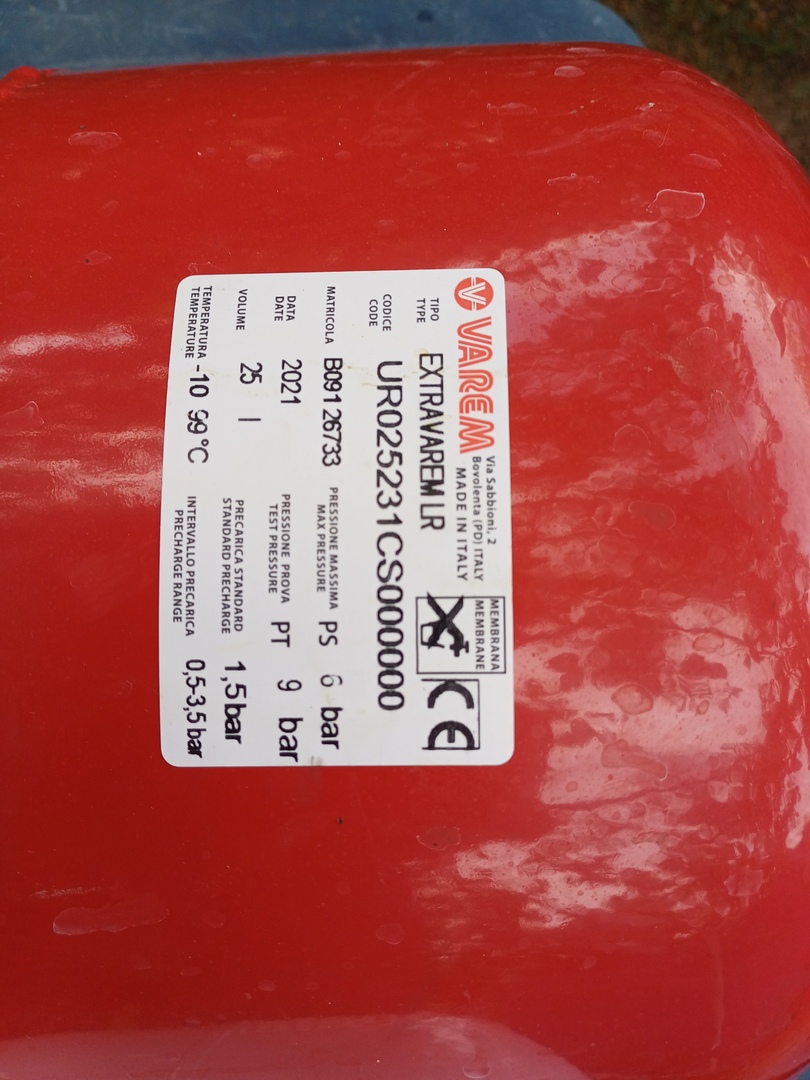 VAREM
Via Sabbioni, 2
Bovolenta (PD) ITALY
MADE IN ITALY
MEMBRANA
MEMBRANE
TIPO
TYPE
EXTRAVAREM LR
CE
CODICE
CODE
UR025231CS000000
MATRICOLA B091 26733
PRESSIONE MASSIMA
MAX PRESSURE
PS 6 bar
DATA
DATE
2021
PRESSIONE PROVA
TEST PRESSURE
PT 9 bar
VOLUME 25 l
PRECARICA STANDARD
STANDARD PRECHARGE
1,5 bar
TEMPERATURA
TEMPERATURE
-10 99 °C
INTERVALLO PRECARICA
PRECHARGE RANGE
0,5-3,5 bar